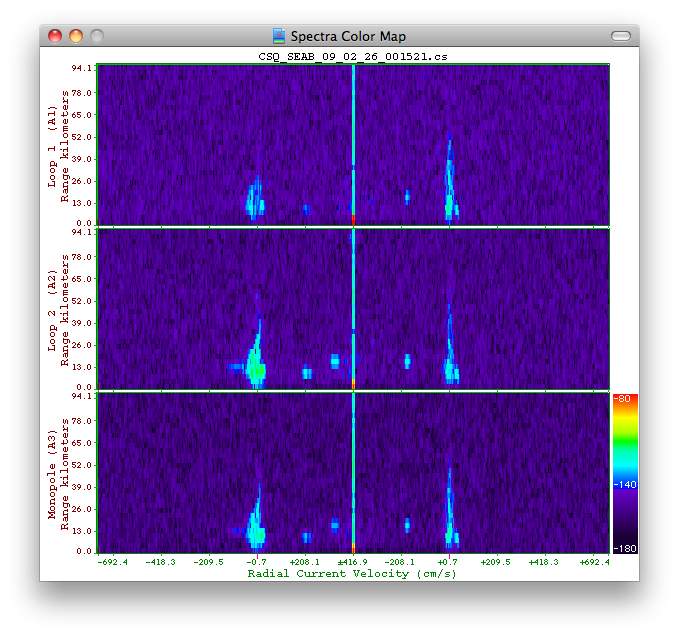 Spectra Color Map
CSQ_SEAB_09_02_26_001521.cs
Loop 1 (A1)
Range kilometers
94.1
78.0
65.0
52.0
39.0
26.0
13.0
0.0
Loop 2 (A2)
Range kilometers
94.1
78.0
65.0
52.0
39.0
26.0
13.0
0.0
Monopole (A3)
Range kilometers
94.1
78.0
65.0
52.0
39.0
26.0
13.0
0.0
-80
-140
-180
-692.4 -418.3 -209.5 -0.7 +208.1 ±416.9 -208.1 +0.7 +209.5 +418.3 +692.4
Radial Current Velocity (cm/s)